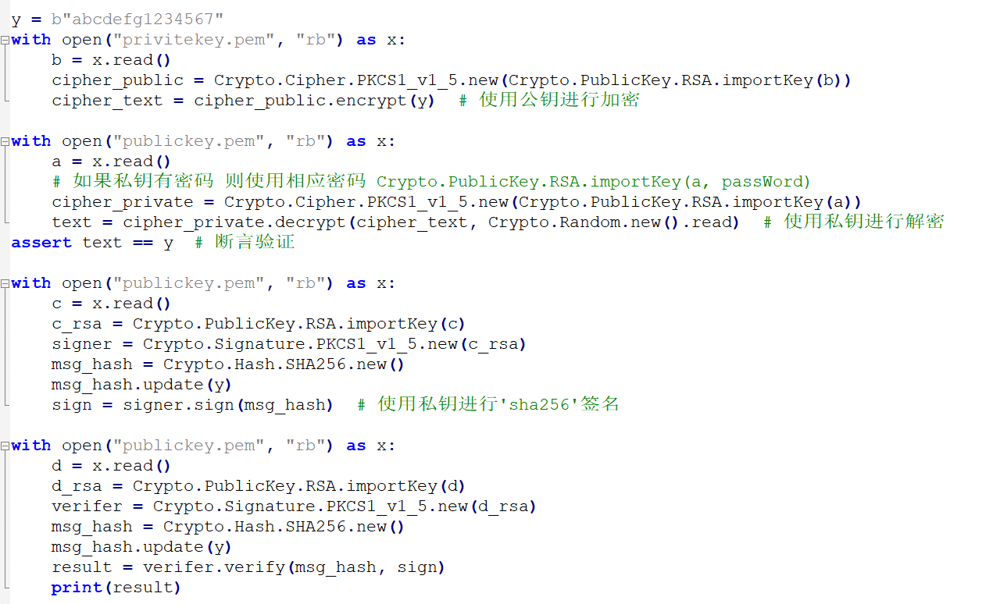 y = b"abcdefg1234567"
with open("privitekey.pem", "rb") as x:
    b = x.read()
    cipher_public = Crypto.Cipher.PKCS1_v1_5.new(Crypto.PublicKey.RSA.importKey(b))
    cipher_text = cipher_public.encrypt(y)  # 使用公钥进行加密

with open("publickey.pem", "rb") as x:
    a = x.read()
    # 如果私钥有密码 则使用相应密码 Crypto.PublicKey.RSA.importKey(a, passWord)
    cipher_private = Crypto.Cipher.PKCS1_v1_5.new(Crypto.PublicKey.RSA.importKey(a))
    text = cipher_private.decrypt(cipher_text, Crypto.Random.new().read)  # 使用私钥进行解密
assert text == y  # 断言验证

with open("publickey.pem", "rb") as x:
    c = x.read()
    c_rsa = Crypto.PublicKey.RSA.importKey(c)
    signer = Crypto.Signature.PKCS1_v1_5.new(c_rsa)
    msg_hash = Crypto.Hash.SHA256.new()
    msg_hash.update(y)
    sign = signer.sign(msg_hash)  # 使用私钥进行'sha256'签名

with open("publickey.pem", "rb") as x:
    d = x.read()
    d_rsa = Crypto.PublicKey.RSA.importKey(d)
    verifer = Crypto.Signature.PKCS1_v1_5.new(d_rsa)
    msg_hash = Crypto.Hash.SHA256.new()
    msg_hash.update(y)
    result = verifer.verify(msg_hash, sign)
    print(result)